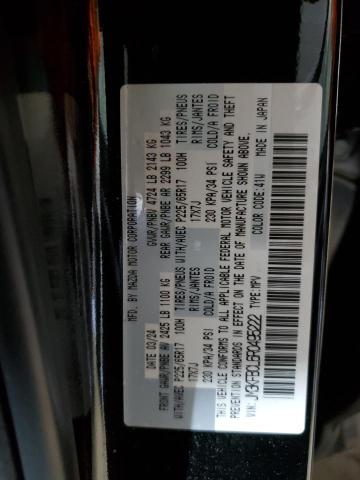 MFD. BY MAZDA MOTOR CORPORATION
DATE: 03/24 GVWR/PNBV 4724 LB 2143 KG
FRONT GAWR/PNBE AV 2425 LB 1100 KG GAWR/PNBE AR 2299 LB 1043 KG
WITH/AVEC P225/65R17 100H TIRES/PNEUS WITH/AVEC P225/65R17 100H TIRES/PNEUS
17X7J RIMS/JANTES 17X7J RIMS/JANTES
230 KPA/34 PSI COLD/A FROID 230 KPA/34 PSI COLD/A FROID
THIS VEHICLE CONFORMS TO ALL APPLICABLE FEDERAL MOTOR VEHICLE SAFETY AND THEFT
PREVENTION STANDARDS IN EFFECT ON THE DATE OF MANUFACTURE SHOWN ABOVE.
TYPE: MPV COLOR CODE: 41W MADE IN JAPAN